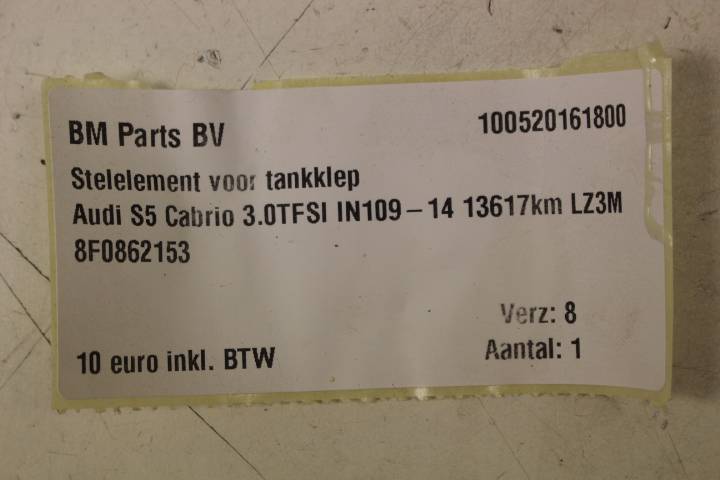 BM Parts BV 100520161800
Stelelement voor tankklep
Audi S5 Cabrio 3.0TFSI IN109-14 13617km LZ3M
8F0862153
Verz: 8
10 euro inkl. BTW Aantal: 1